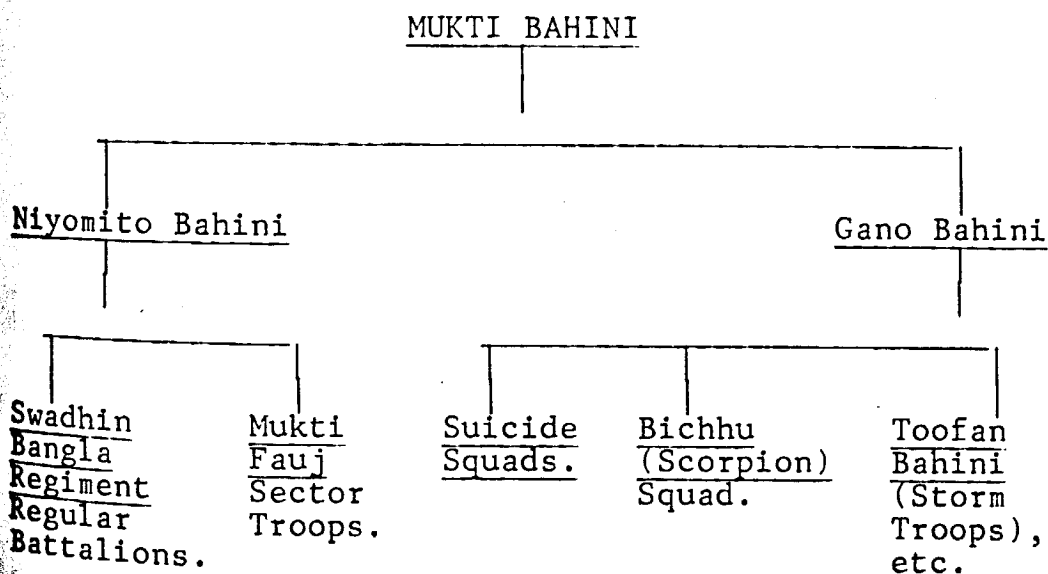 MUKTI BAHINI
Niyomito Bahini
Gano Bahini
Swadhin
Bangla
Regiment
Regular
Battalions.
Mukti
Fauj
Sector
Troops.
Suicide
Squads.
Bichhu
(Scorpion)
Squad.
Toofan
Bahini
(Storm
Troops),
etc.